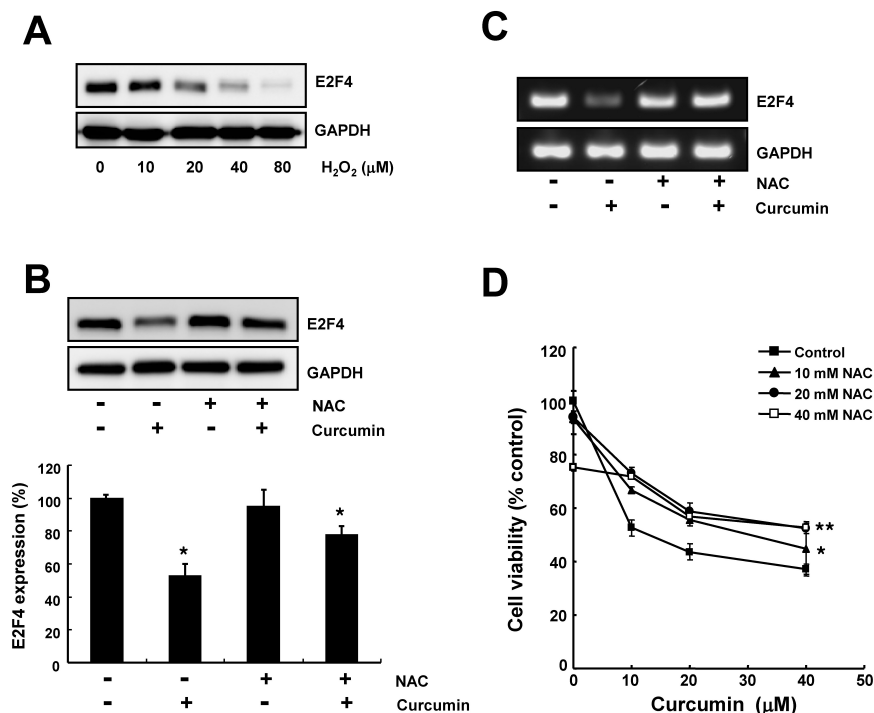 A
E2F4
GAPDH
0 10 20 40 80 H₂O₂ (µM)
B
E2F4
GAPDH
- - + + NAC
- + - + Curcumin
E2F4 expression (%)
120
100
80
60
40
20
0
*
*
- - + + NAC
- + - + Curcumin
C
E2F4
GAPDH
- - + + NAC
- + - + Curcumin
D
Cell viability (% control)
120
100
80
60
40
20
0
Control
10 mM NAC
20 mM NAC
40 mM NAC
**
*
0 10 20 30 40 50
Curcumin (µM)